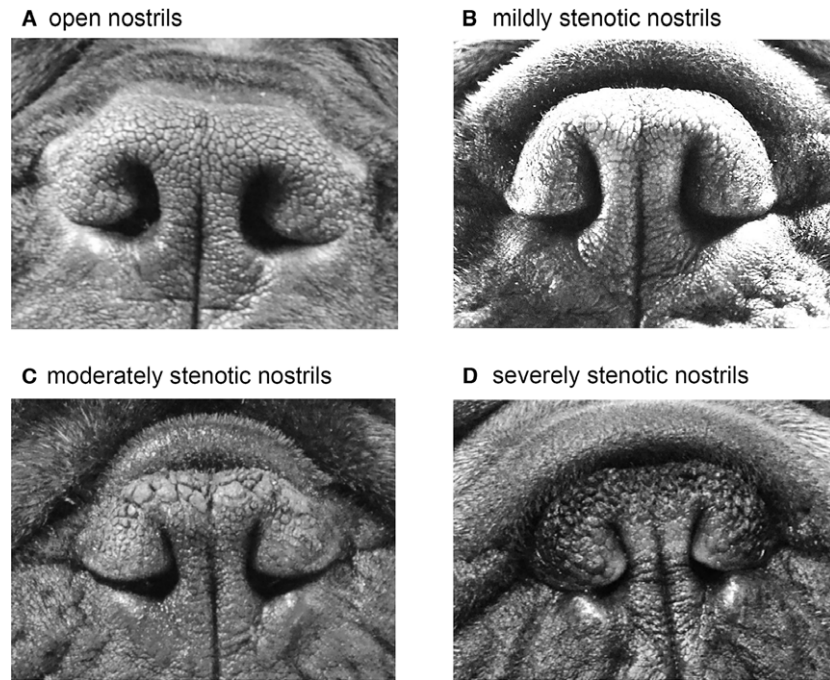 A open nostrils
B mildly stenotic nostrils
C moderately stenotic nostrils
D severely stenotic nostrils